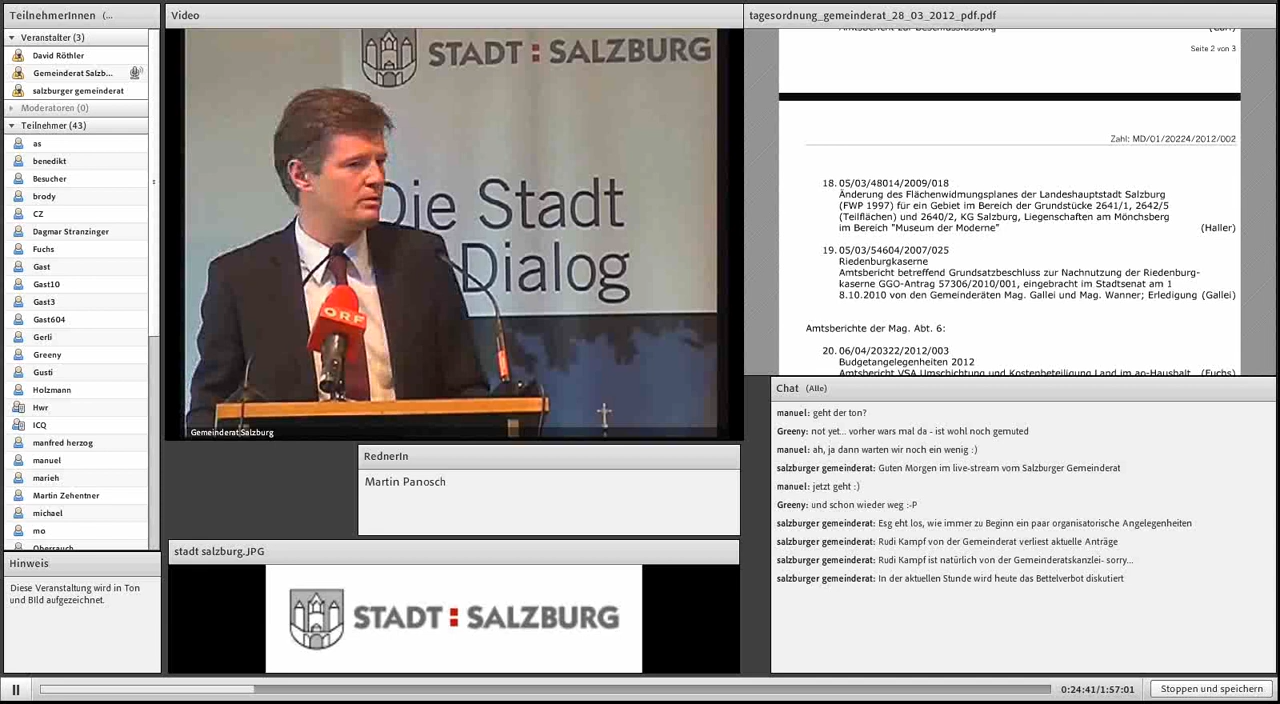 TeilnehmerInnen (...
Veranstalter (3)
David Röthler
Gemeinderat Salzb...
salzburger gemeinderat
Moderatoren (0)
Teilnehmer (43)
as
benedikt
Besucher
brody
CZ
Dagmar Stranzinger
Fuchs
Gast
Gast10
Gast3
Gast604
Gerli
Greeny
Gusti
Holzmann
Hwr
ICQ
manfred herzog
manuel
marieh
Martin Zehentner
michael
mo
Oberrauch
Hinweis
Diese Veranstaltung wird in Ton
und BIld aufgezeichnet.
Video
STADT : SALZBURG
Die Stadt
Dialog
ORF
Gemeinderat Salzburg
RednerIn
Martin Panosch
stadt salzburg.JPG
STADT : SALZBURG
tagesordnung_gemeinderat_28_03_2012_pdf.pdf
Seite 2 von 3
Zahl: MD/01/20224/2012/002
18. 05/03/48014/2009/018
Änderung des Flächenwidmungsplanes der Landeshauptstadt Salzburg
(FWP 1997) für ein Gebiet im Bereich der Grundstücke 2641/1, 2642/5
(Teilflächen) und 2640/2, KG Salzburg, Liegenschaften am Mönchsberg
im Bereich "Museum der Moderne" (Haller)
19. 05/03/54604/2007/025
Riedenburgkaserne
Amtsbericht betreffend Grundsatzbeschluss zur Nachnutzung der Riedenburg-
kaserne GGO-Antrag 57306/2010/001, eingebracht im Stadtsenat am 1
8.10.2010 von den Gemeinderäten Mag. Gallei und Mag. Wanner; Erledigung (Gallei)
Amtsberichte der Mag. Abt. 6:
20. 06/04/20322/2012/003
Budgetangelegenheiten 2012
Amtsbericht VSA Umschichtung und Kostenbeteiligung Land im ao-Haushalt (Fuchs)
Chat (Alle)
manuel: geht der ton?
Greeny: not yet... vorher wars mal da - ist wohl noch gemuted
manuel: ah, ja dann warten wir noch ein wenig :)
salzburger gemeinderat: Guten Morgen im live-stream vom Salzburger Gemeinderat
manuel: jetzt geht :)
Greeny: und schon wieder weg :-P
salzburger gemeinderat: Esg eht los, wie immer zu Beginn ein paar organisatorische Angelegenheiten
salzburger gemeinderat: Rudi Kampf von der Gemeinderat verliest aktuelle Anträge
salzburger gemeinderat: Rudi Kampf ist natürlich von der Gemeinderatskanzlei- sorry...
salzburger gemeinderat: In der aktuellen Stunde wird heute das Bettelverbot diskutiert
0:24:41/1:57:01
Stoppen und speichern